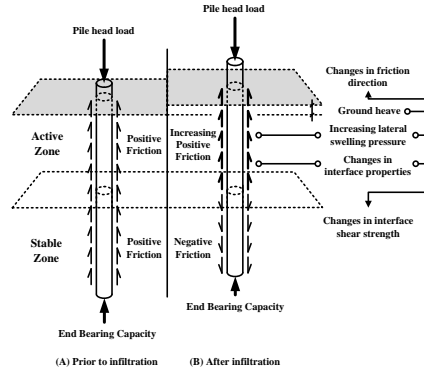 Pile head load
Pile head load
Changes in friction
direction
Ground heave
Active
Zone
Positive
Friction
Increasing
Positive
Friction
Increasing lateral
swelling pressure
Changes in
interface properties
Stable
Zone
Positive
Friction
Negative
Friction
Changes in interface
shear strength
End Bearing Capacity
End Bearing Capacity
(A) Prior to infiltration
(B) After infiltration